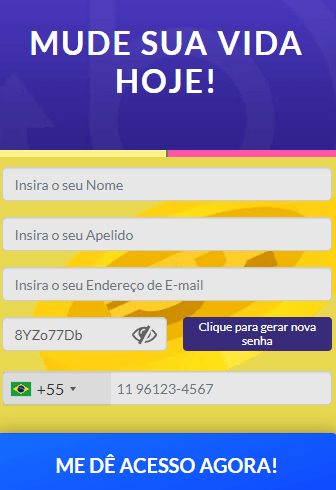 MUDE SUA VIDA
HOJE!
Insira o seu Nome
Insira o seu Apelido
Insira o seu Endereço de E-mail
8YZo77Db
Clique para gerar nova
senha
+55
11 96123-4567
ME DÊ ACESSO AGORA!